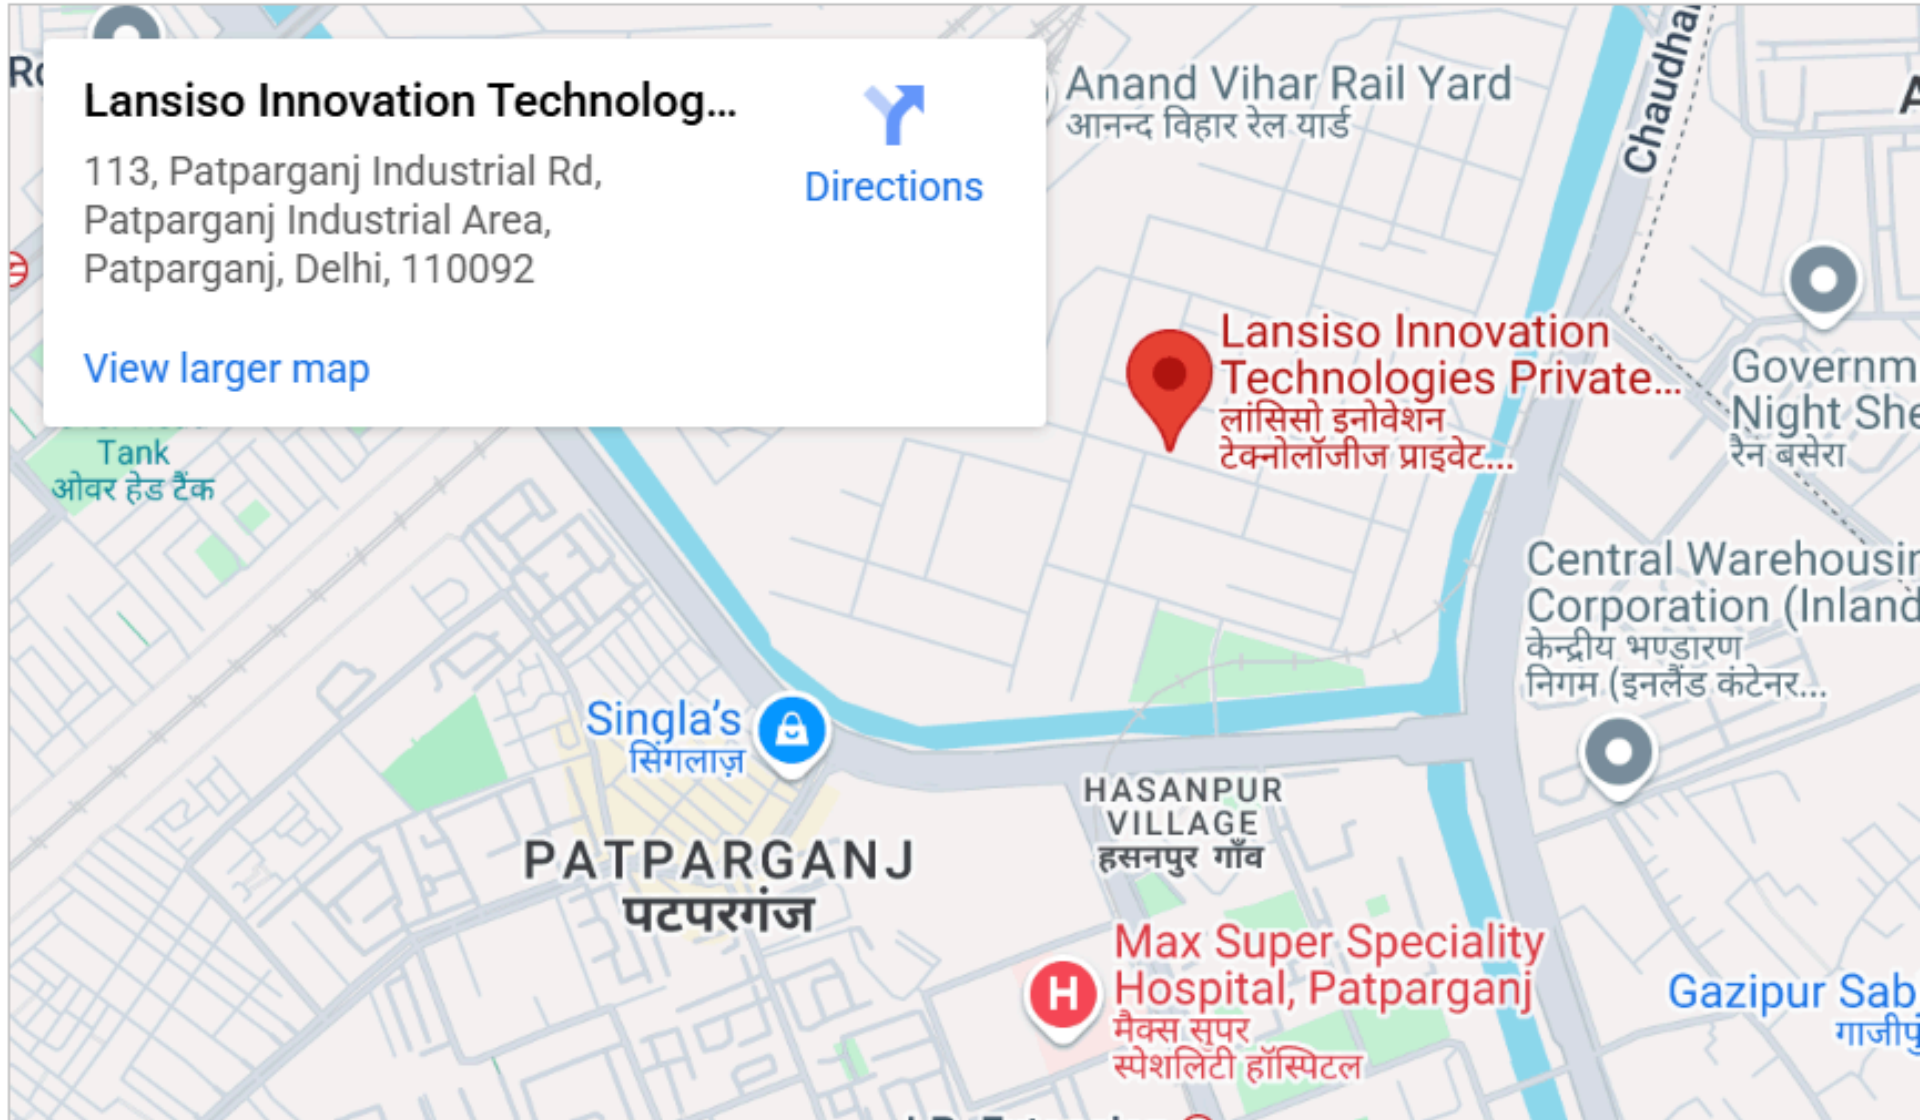 Lansiso Innovation Technolog...
113, Patparganj Industrial Rd,
Patparganj Industrial Area,
Patparganj, Delhi, 110092
Directions
View larger map
Anand Vihar Rail Yard
आनन्द विहार रेल यार्ड
Chaudha
Lansiso Innovation
Technologies Private...
लांसिसो इनोवेशन
टेक्नोलॉजीज प्राइवेट...
Governm
Night She
रैन बसेरा
Tank
ओवर हेड टैंक
Central Warehousin
Corporation (Inland
केन्द्रीय भण्डारण
निगम (इनलैंड कंटेनर...
Singla's
सिंगलाज़
HASANPUR
VILLAGE
हसनपुर गाँव
PATPARGANJ
पटपरगंज
Max Super Speciality
Hospital, Patparganj
मैक्स सुपर
स्पेशलिटी हॉस्पिटल
Gazipur Sab
गाजीपु